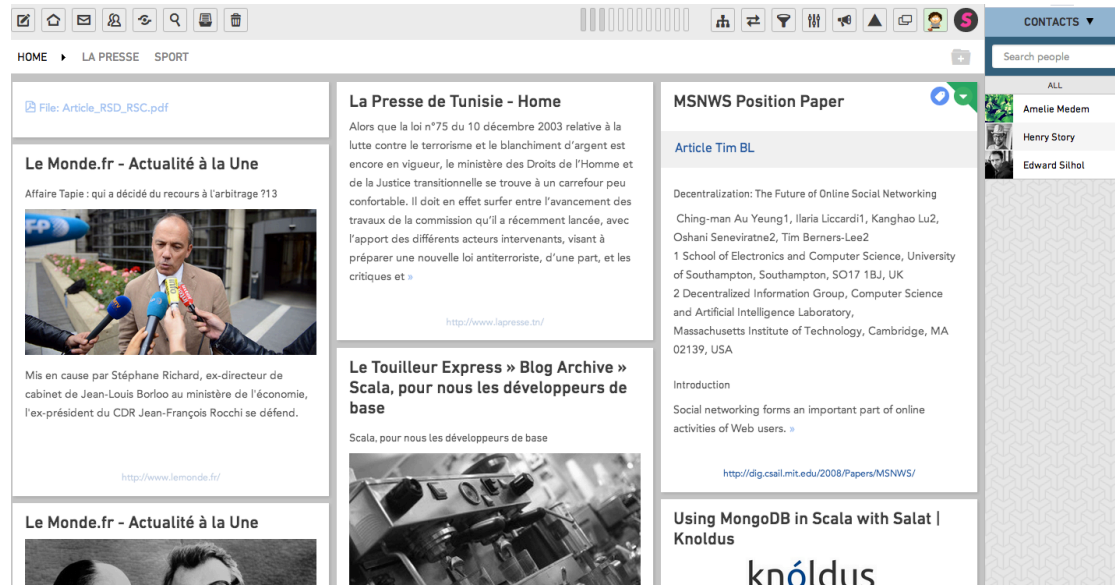 CONTACTS ▼
HOME ▸ LA PRESSE SPORT
Search people
ALL
Amelie Medem
Henry Story
Edward Silhol
File: Article_RSD_RSC.pdf
Le Monde.fr - Actualité à la Une
Affaire Tapie : qui a décidé du recours à l'arbitrage ?13
Mis en cause par Stéphane Richard, ex-directeur de
cabinet de Jean-Louis Borloo au ministère de l'économie,
l'ex-président du CDR Jean-François Rocchi se défend.
http://www.lemonde.fr/
Le Monde.fr - Actualité à la Une
La Presse de Tunisie - Home
Alors que la loi n°75 du 10 décembre 2003 relative à la
lutte contre le terrorisme et le blanchiment d'argent est
encore en vigueur, le ministère des Droits de l'Homme et
de la Justice transitionnelle se trouve à un carrefour peu
confortable. Il doit en effet surfer entre l'avancement des
travaux de la commission qu'il a récemment lancée, avec
l'apport des différents acteurs intervenants, visant à
préparer une nouvelle loi antiterroriste, d'une part, et les
critiques et »
http://www.lapresse.tn/
Le Touilleur Express » Blog Archive »
Scala, pour nous les développeurs de
base
Scala, pour nous les développeurs de base
MSNWS Position Paper
Article Tim BL
Decentralization: The Future of Online Social Networking
Ching-man Au Yeung1, Ilaria Liccardi1, Kanghao Lu2,
Oshani Seneviratne2, Tim Berners-Lee2
1 School of Electronics and Computer Science, University
of Southampton, Southampton, SO17 1BJ, UK
2 Decentralized Information Group, Computer Science
and Artificial Intelligence Laboratory,
Massachusetts Institute of Technology, Cambridge, MA
02139, USA
Introduction
Social networking forms an important part of online
activities of Web users. »
http://dig.csail.mit.edu/2008/Papers/MSNWS/
Using MongoDB in Scala with Salat |
Knoldus
knóldus